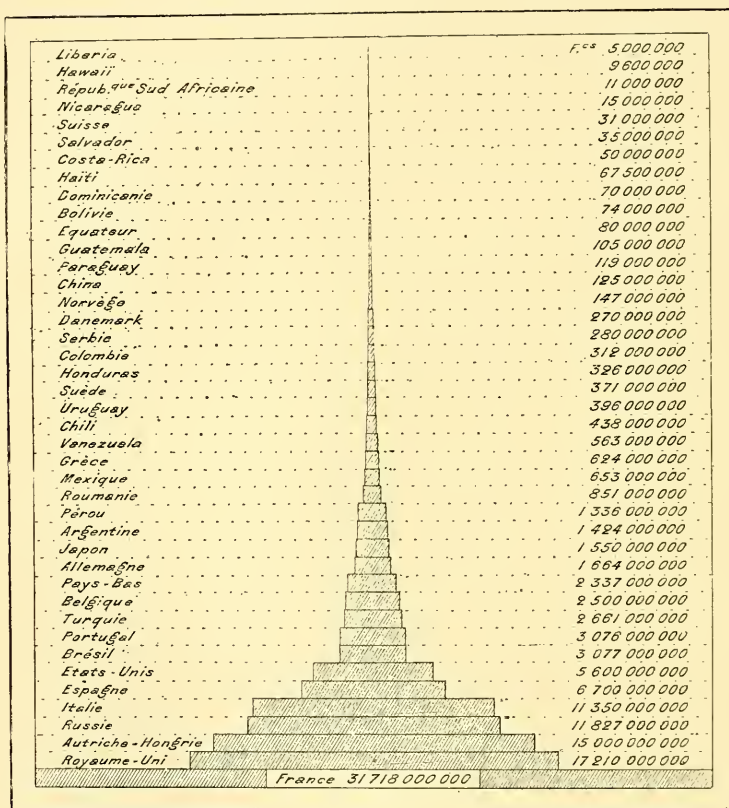 Liberia F.cs 5 000 000
Hawaii 9 600 000
Répub.que Sud Africaine 11 000 000
Nicaragua 15 000 000
Suisse 31 000 000
Salvador 35 000 000
Costa-Rica 50 000 000
Haïti 67 500 000
Dominicanie 70 000 000
Bolivie 74 000 000
Equateur 80 000 000
Guatemala 105 000 000
Paraguay 119 000 000
China 125 000 000
Norvège 147 000 000
Danemark 270 000 000
Serbie 280 000 000
Colombie 312 000 000
Honduras 326 000 000
Suède 371 000 000
Uruguay 396 000 000
Chili 438 000 000
Venezuela 563 000 000
Grèce 624 000 000
Mexique 653 000 000
Roumanie 851 000 000
Pérou 1 336 000 000
Argentine 1 424 000 000
Japon 1 550 000 000
Allemagne 1 664 000 000
Pays-Bas 2 337 000 000
Belgique 2 500 000 000
Turquie 2 661 000 000
Portugal 3 076 000 000
Brésil 3 077 000 000
Etats-Unis 5 600 000 000
Espagne 6 700 000 000
Italie 11 350 000 000
Russie 11 827 000 000
Autriche-Hongrie 15 000 000 000
Royaume-Uni 17 210 000 000
France 31 718 000 000